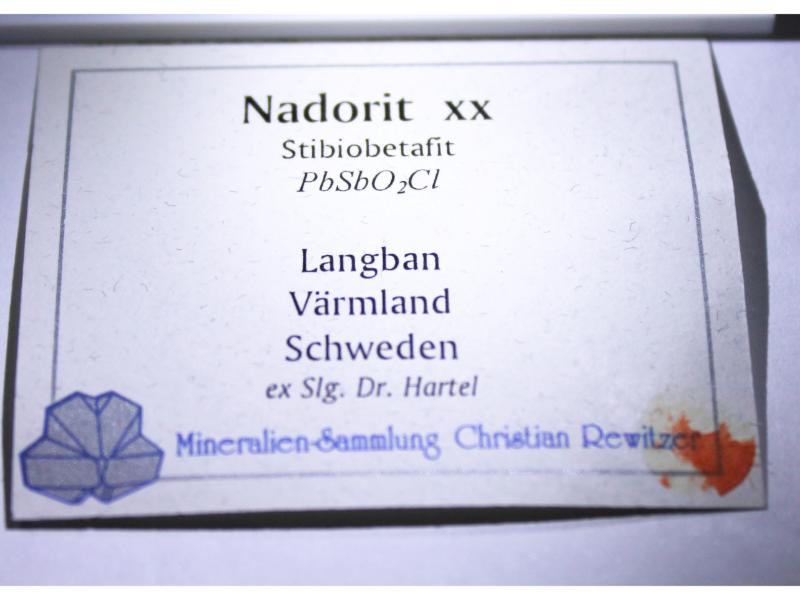 Nadorit xx
Stibiobetafit
PbSbO₂Cl
Langban
Värmland
Schweden
ex Slg. Dr. Hartel
Mineralien-Sammlung Christian Rewitzer